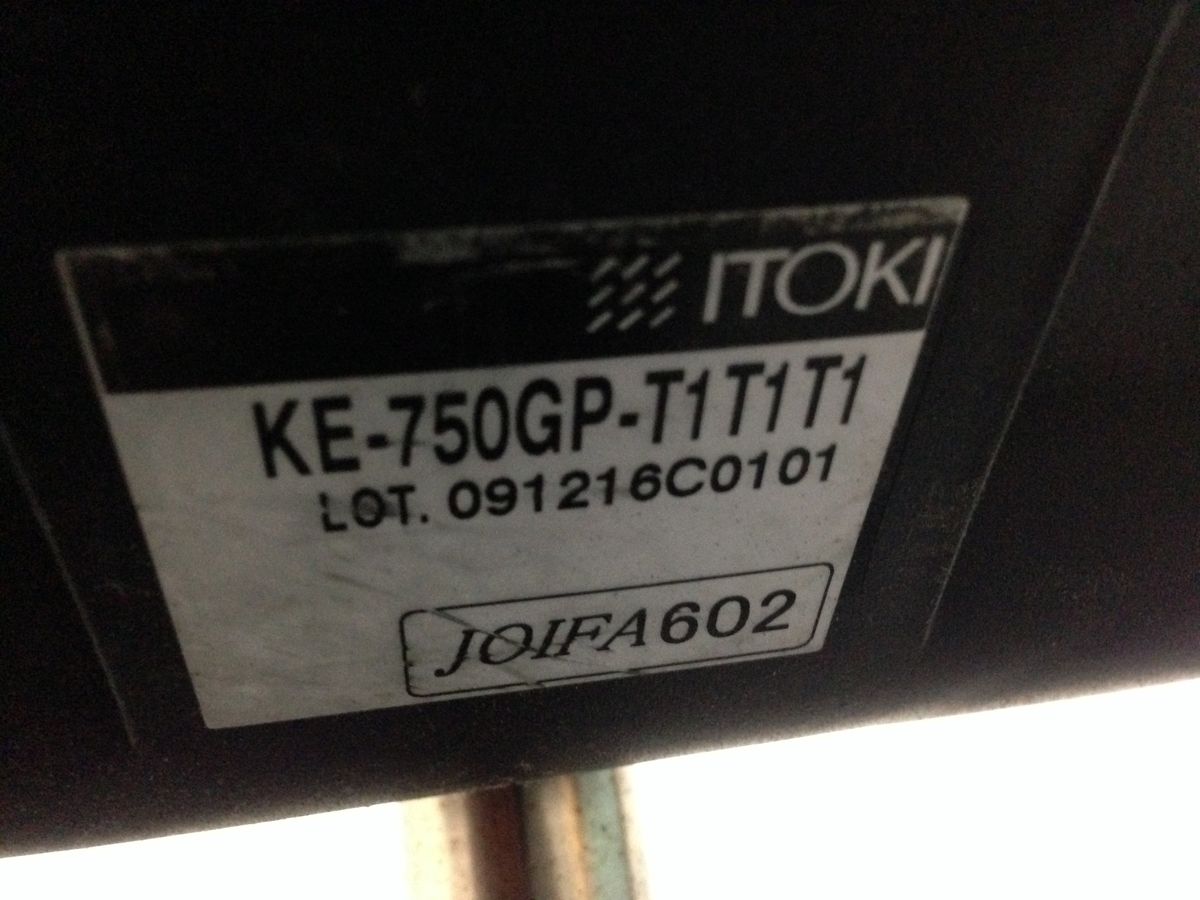 ITOKI
KE-750GP-T1T1T1
LOT. 091216C0101
JOIFA602